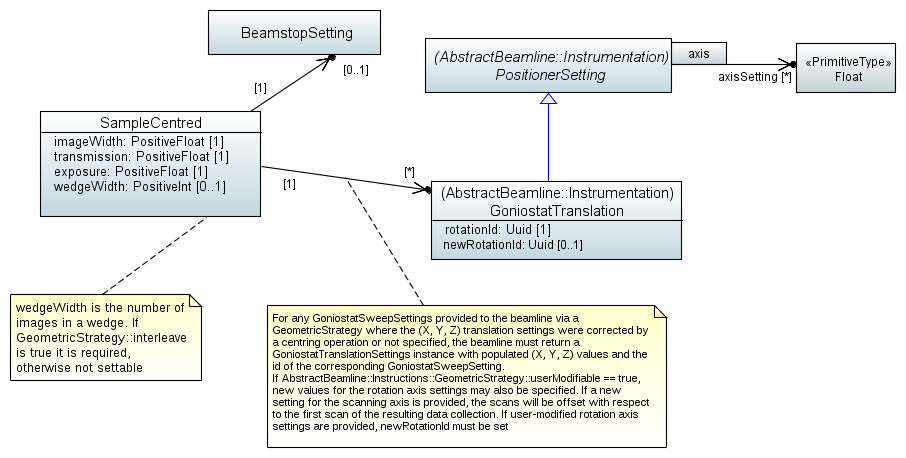 BeamstopSetting
[0..1]
[1]
(AbstractBeamline::Instrumentation)
PositionerSetting
axis
axisSetting [*]
«PrimitiveType»
Float
SampleCentred
imageWidth: PositiveFloat [1]
transmission: PositiveFloat [1]
exposure: PositiveFloat [1]
wedgeWidth: PositiveInt [0..1]
[1]
[*]
(AbstractBeamline::Instrumentation)
GoniostatTranslation
rotationId: Uuid [1]
newRotationId: Uuid [0..1]
wedgeWidth is the number of
images in a wedge. If
GeometricStrategy::interleave
is true it is required,
otherwise not settable
For any GoniostatSweepSettings provided to the beamline via a
GeometricStrategy where the (X, Y, Z) translation settings were corrected by
a centring operation or not specified, the beamline must return a
GoniostatTranslationSettings instance with populated (X, Y, Z) values and the
id of the corresponding GoniostatSweepSetting.
If AbstractBeamline::Instructions::GeometricStrategy::userModifiable == true,
new values for the rotation axis settings may also be specified. If a new
setting for the scanning axis is provided, the scans will be offset with respect
to the first scan of the resulting data collection. If user-modified rotation axis
settings are provided, newRotationId must be set